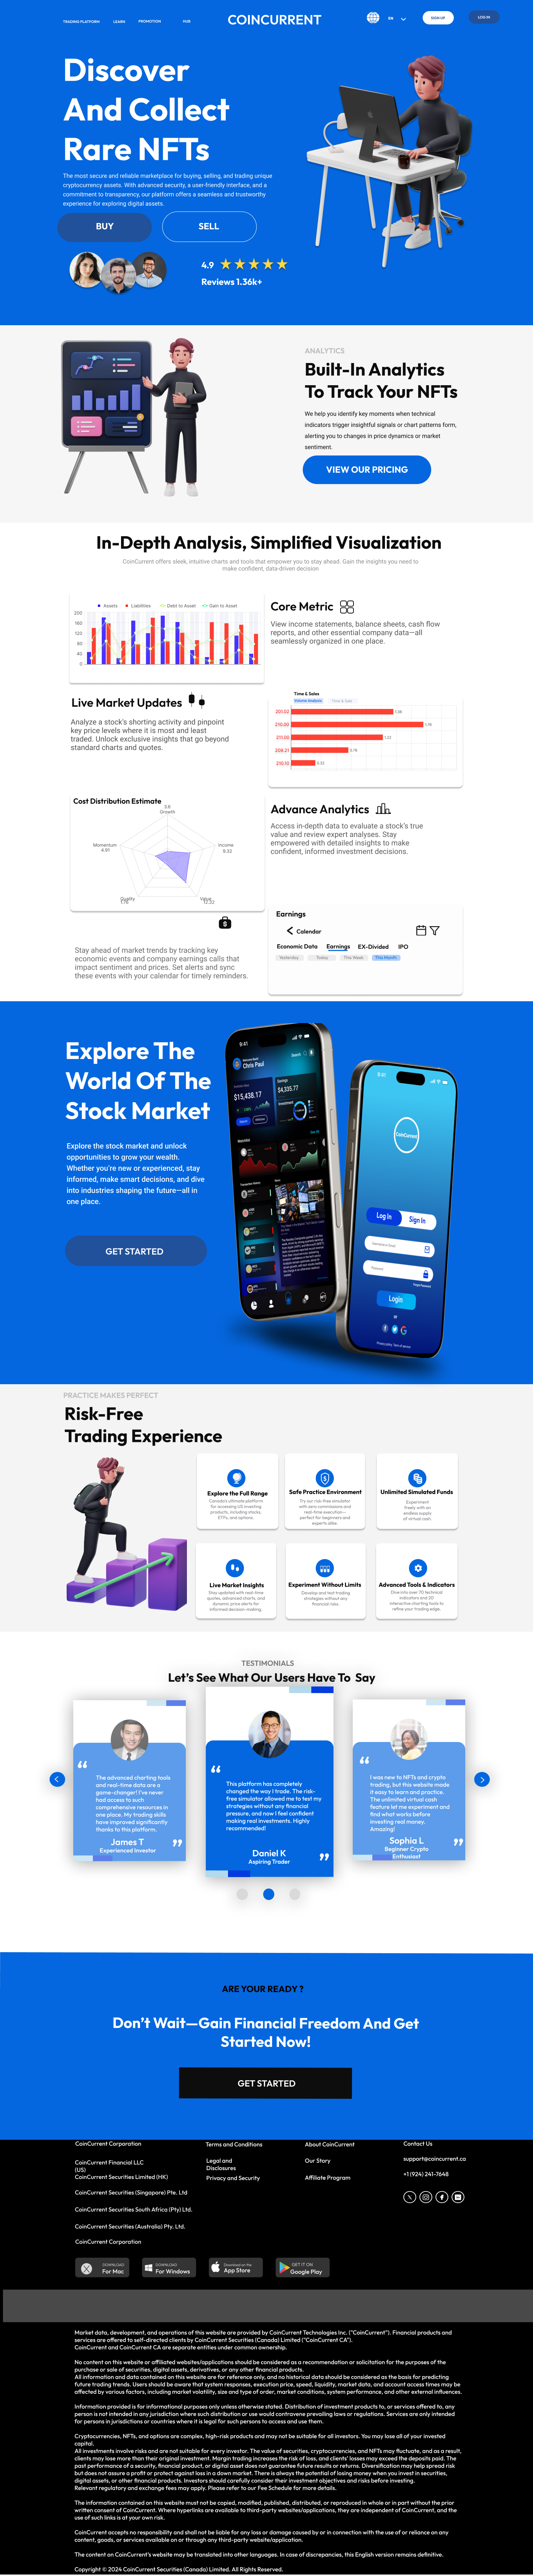 TRADING PLATFORM LEARN PROMOTION HUB
COINCURRENT
EN
SIGN UP
LOG IN
Discover
And Collect
Rare NFTs
The most secure and reliable marketplace for buying, selling, and trading unique
cryptocurrency assets. With advanced security, a user-friendly interface, and a
commitment to transparency, our platform offers a seamless and trustworthy
experience for exploring digital assets.
BUY
SELL
4.9
Reviews 1.36k+
ANALYTICS
Built-In Analytics
To Track Your NFTs
We help you identify key moments when technical
indicators trigger insightful signals or chart patterns form,
alerting you to changes in price dynamics or market
sentiment.
VIEW OUR PRICING
In-Depth Analysis, Simplified Visualization
CoinCurrent offers sleek, intuitive charts and tools that empower you to stay ahead. Gain the insights you need to
make confident, data-driven decision
Assets Liabilities Debt to Asset Gain to Asset
200
160
120
80
40
0
Core Metric
View income statements, balance sheets, cash flow
reports, and other essential company data—all
seamlessly organized in one place.
Live Market Updates
Analyze a stock's shorting activity and pinpoint
key price levels where it is most and least
traded. Unlock exclusive insights that go beyond
standard charts and quotes.
Time & Sales
Volume Analysis Time & Sale
201.02
210.00
211.00
209.21
210.10
Cost Distribution Estimate
3.6
Growth
Momentum
4.91
Income
9.32
Quality
Value
Advance Analytics
Access in-depth data to evaluate a stock's true
value and review expert analyses. Stay
empowered with detailed insights to make
confident, informed investment decisions.
Stay ahead of market trends by tracking key
economic events and company earnings calls that
impact sentiment and prices. Set alerts and sync
these events with your calendar for timely reminders.
Earnings
Calendar
Economic Data Earnings EX-Divided IPO
Yesterday Today This Week This Month
Explore The
World Of The
Stock Market
Explore the stock market and unlock
opportunities to grow your wealth.
Whether you're new or experienced, stay
informed, make smart decisions, and dive
into industries shaping the future—all in
one place.
GET STARTED
9:41
Chris Paul
$15,438.17
Savings
$4,335.77
CoinCurrent
Log In
Sign In
Login
PRACTICE MAKES PERFECT
Risk-Free
Trading Experience
Explore the Full Range
Canada's ultimate platform
for accessing US investing
products, including stocks,
ETFs, and options.
Safe Practice Environment
Try our risk-free simulator
with zero commissions and
real-time execution—
perfect for beginners and
experts alike.
Unlimited Simulated Funds
Experiment
freely with an
endless supply
of virtual cash.
Live Market Insights
Stay updated with real-time
quotes, advanced charts, and
dynamic price alerts for
informed decision-making.
Experiment Without Limits
Develop and test trading
strategies without any
financial risks.
Advanced Tools & Indicators
Dive into over 70 technical
indicators and 20
interactive charting tools to
refine your trading edge.
TESTIMONIALS
Let's See What Our Users Have To Say
The advanced charting tools
and real-time data are a
game-changer! I've never
had access to such
comprehensive resources in
one place. My trading skills
have improved significantly
thanks to this platform.
James T
Experienced Investor
This platform has completely
changed the way I trade. The risk-
free simulator allowed me to test my
strategies without any financial
pressure, and now I feel confident
making real investments. Highly
recommended!
Daniel K
Aspiring Trader
I was new to NFTs and crypto
trading, but this website made
it easy to learn and practice.
The unlimited virtual cash
feature let me experiment and
find what works before
investing real money.
Amazing!
Sophia L
Beginner Crypto
Enthusiast
ARE YOUR READY ?
Don't Wait—Gain Financial Freedom And Get
Started Now!
GET STARTED
CoinCurrent Corporation
CoinCurrent Financial LLC
(US)
CoinCurrent Securities Limited (HK)
CoinCurrent Securities (Singapore) Pte. Ltd
CoinCurrent Securities South Africa (Pty) Ltd.
CoinCurrent Securities (Australia) Pty. Ltd.
CoinCurrent Corporation
Terms and Conditions
Legal and
Disclosures
Privacy and Security
About CoinCurrent
Our Story
Affiliate Program
Contact Us
support@coincurrent.ca
+1 (924) 241-7648
DOWNLOAD
For Mac
DOWNLOAD
For Windows
Download on the
App Store
GET IT ON
Google Play
Market data, development, and operations of this website are provided by CoinCurrent Technologies Inc. ("CoinCurrent"). Financial products and
services are offered to self-directed clients by CoinCurrent Securities (Canada) Limited ("CoinCurrent CA").
CoinCurrent and CoinCurrent CA are separate entities under common ownership.
No content on this website or affiliated websites/applications should be considered as a recommendation or solicitation for the purposes of the
purchase or sale of securities, digital assets, derivatives, or any other financial products.
All information and data contained on this website are for reference only, and no historical data should be considered as the basis for predicting
future trading trends. Users should be aware that system responses, execution price, speed, liquidity, market data, and account access times may be
affected by various factors, including market volatility, size and type of order, market conditions, system performance, and other external influences.
Information provided is for informational purposes only unless otherwise stated. Distribution of investment products to, or services offered to, any
person is not intended in any jurisdiction where such distribution or use would contravene prevailing laws or regulations. Services are only intended
for persons in jurisdictions or countries where it is legal for such persons to access and use them.
Cryptocurrencies, NFTs, and options are complex, high-risk products and may not be suitable for all investors. You may lose all of your invested
capital.
All investments involve risks and are not suitable for every investor. The value of securities, cryptocurrencies, and NFTs may fluctuate, and as a result,
clients may lose more than their original investment. Margin trading increases the risk of loss, and clients' losses may exceed the deposits paid. The
past performance of a security, financial product, or digital asset does not guarantee future results or returns. Diversification may help spread risk
but does not assure a profit or protect against loss in a down market. There is always the potential of losing money when you invest in securities,
digital assets, or other financial products. Investors should carefully consider their investment objectives and risks before investing.
Relevant regulatory and exchange fees may apply. Please refer to our Fee Schedule for more details.
The information contained on this website must not be copied, modified, published, distributed, or reproduced in whole or in part without the prior
written consent of CoinCurrent. Where hyperlinks are available to third-party websites/applications, they are independent of CoinCurrent, and the
use of such links is at your own risk.
CoinCurrent accepts no responsibility and shall not be liable for any loss or damage caused by or in connection with the use of or reliance on any
content, goods, or services available on or through any third-party website/application.
The content on CoinCurrent's website may be translated into other languages. In case of discrepancies, this English version remains definitive.
Copyright © 2024 CoinCurrent Securities (Canada) Limited. All Rights Reserved.